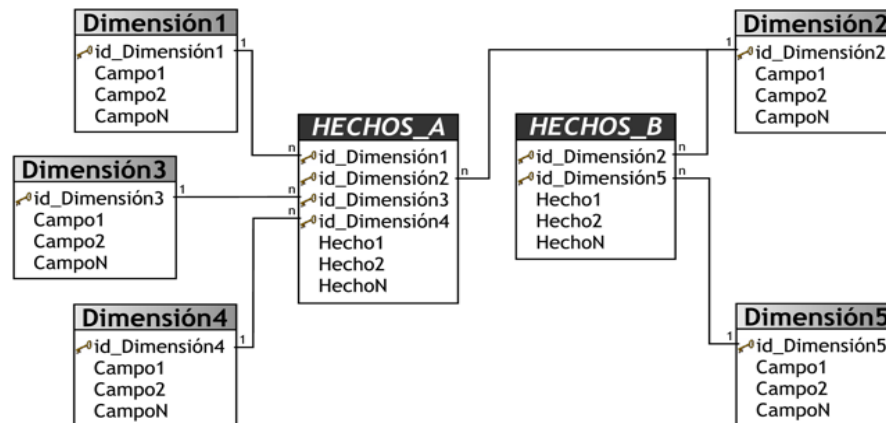 Dimensión1
1
id_Dimensión1
Campo1
Campo2
CampoN
Dimensión3
1
id_Dimensión3
Campo1
Campo2
CampoN
Dimensión4
1
id_Dimensión4
Campo1
Campo2
CampoN
HECHOS_A
n
id_Dimensión1
id_Dimensión2
n
n
id_Dimensión3
n
id_Dimensión4
Hecho1
Hecho2
HechoN
HECHOS_B
id_Dimensión2
n
id_Dimensión5
n
Hecho1
Hecho2
HechoN
Dimensión2
1
id_Dimensión2
Campo1
Campo2
CampoN
Dimensión5
1
id_Dimensión5
Campo1
Campo2
CampoN